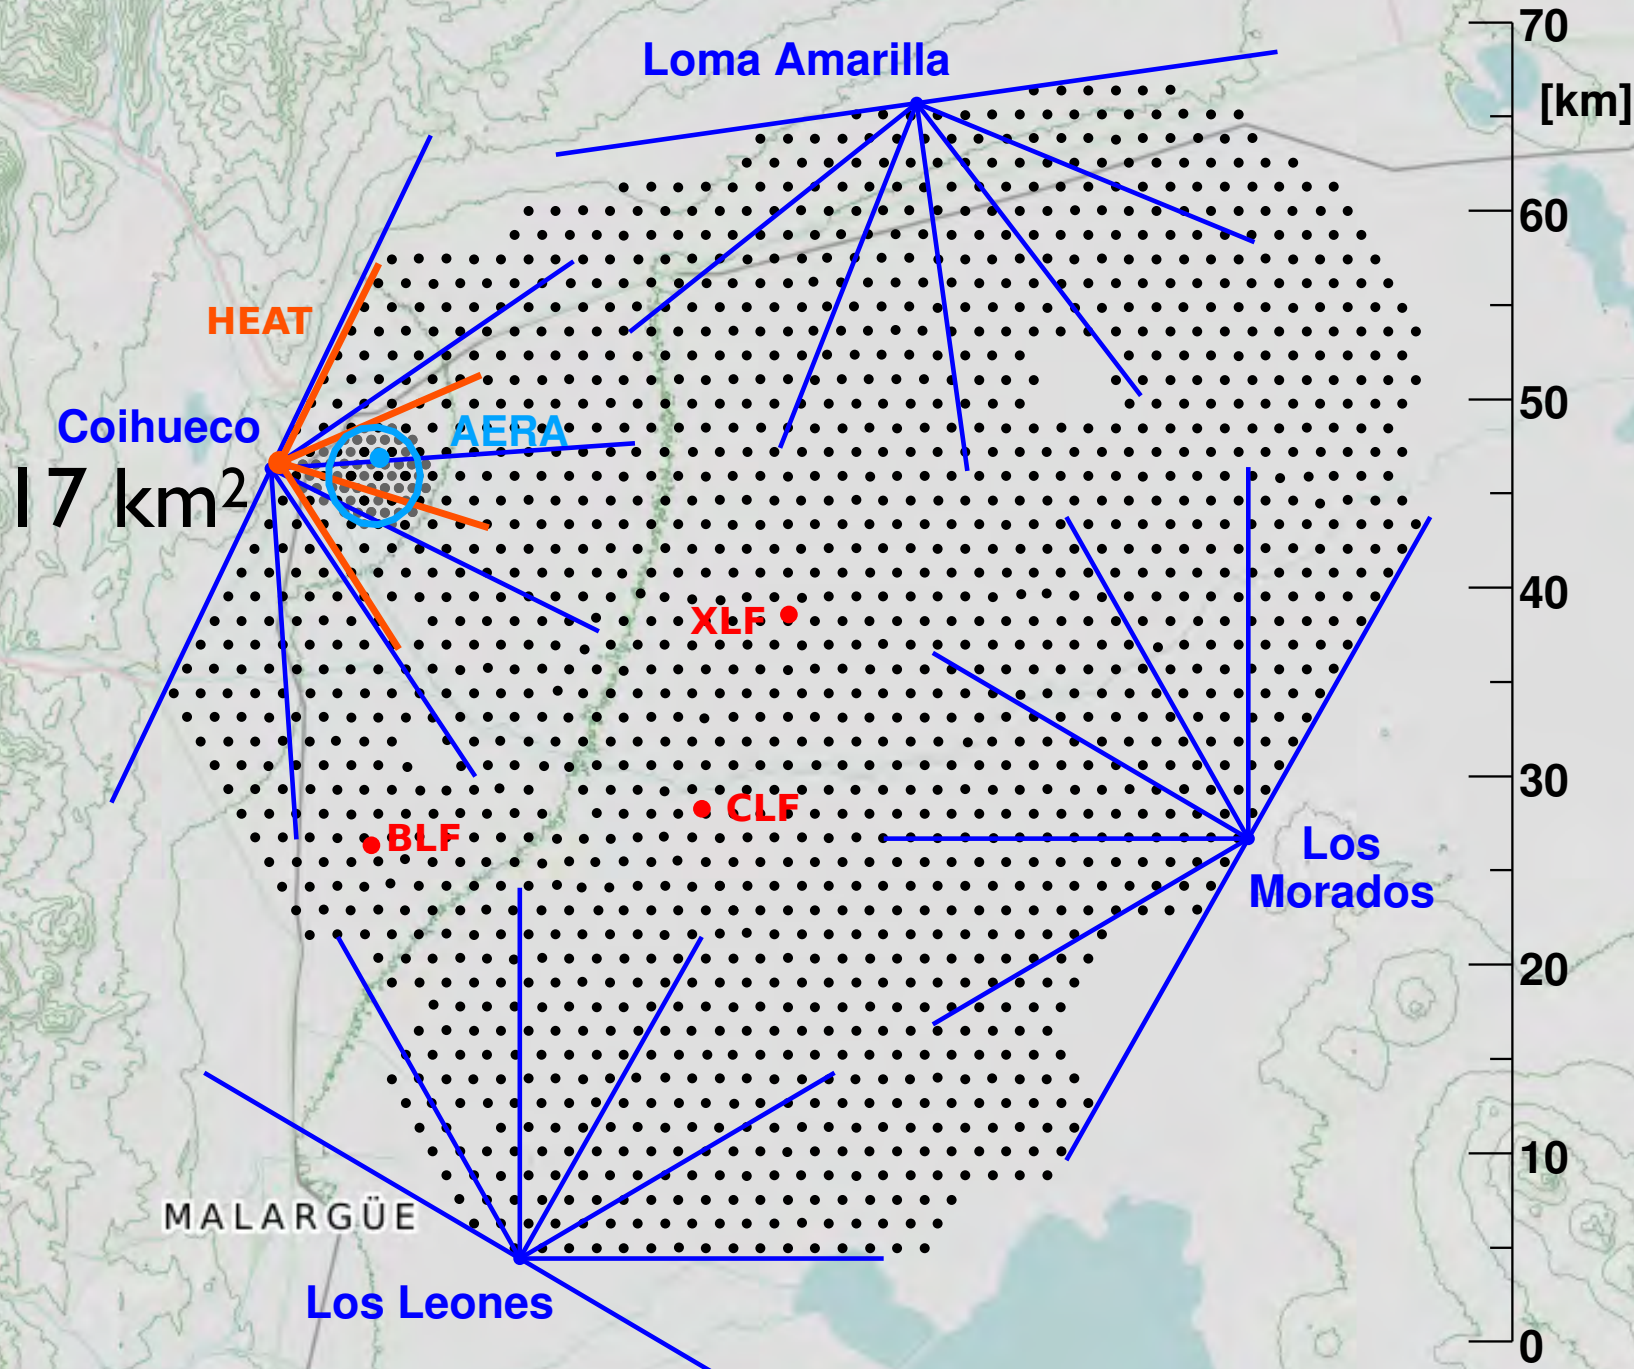 Loma Amarilla
70
[km]
60
HEAT
50
Coihueco
AERA
17 km²
40
XLF
30
CLF
BLF
Los
Morados
20
10
MALARGÜE
Los Leones
0